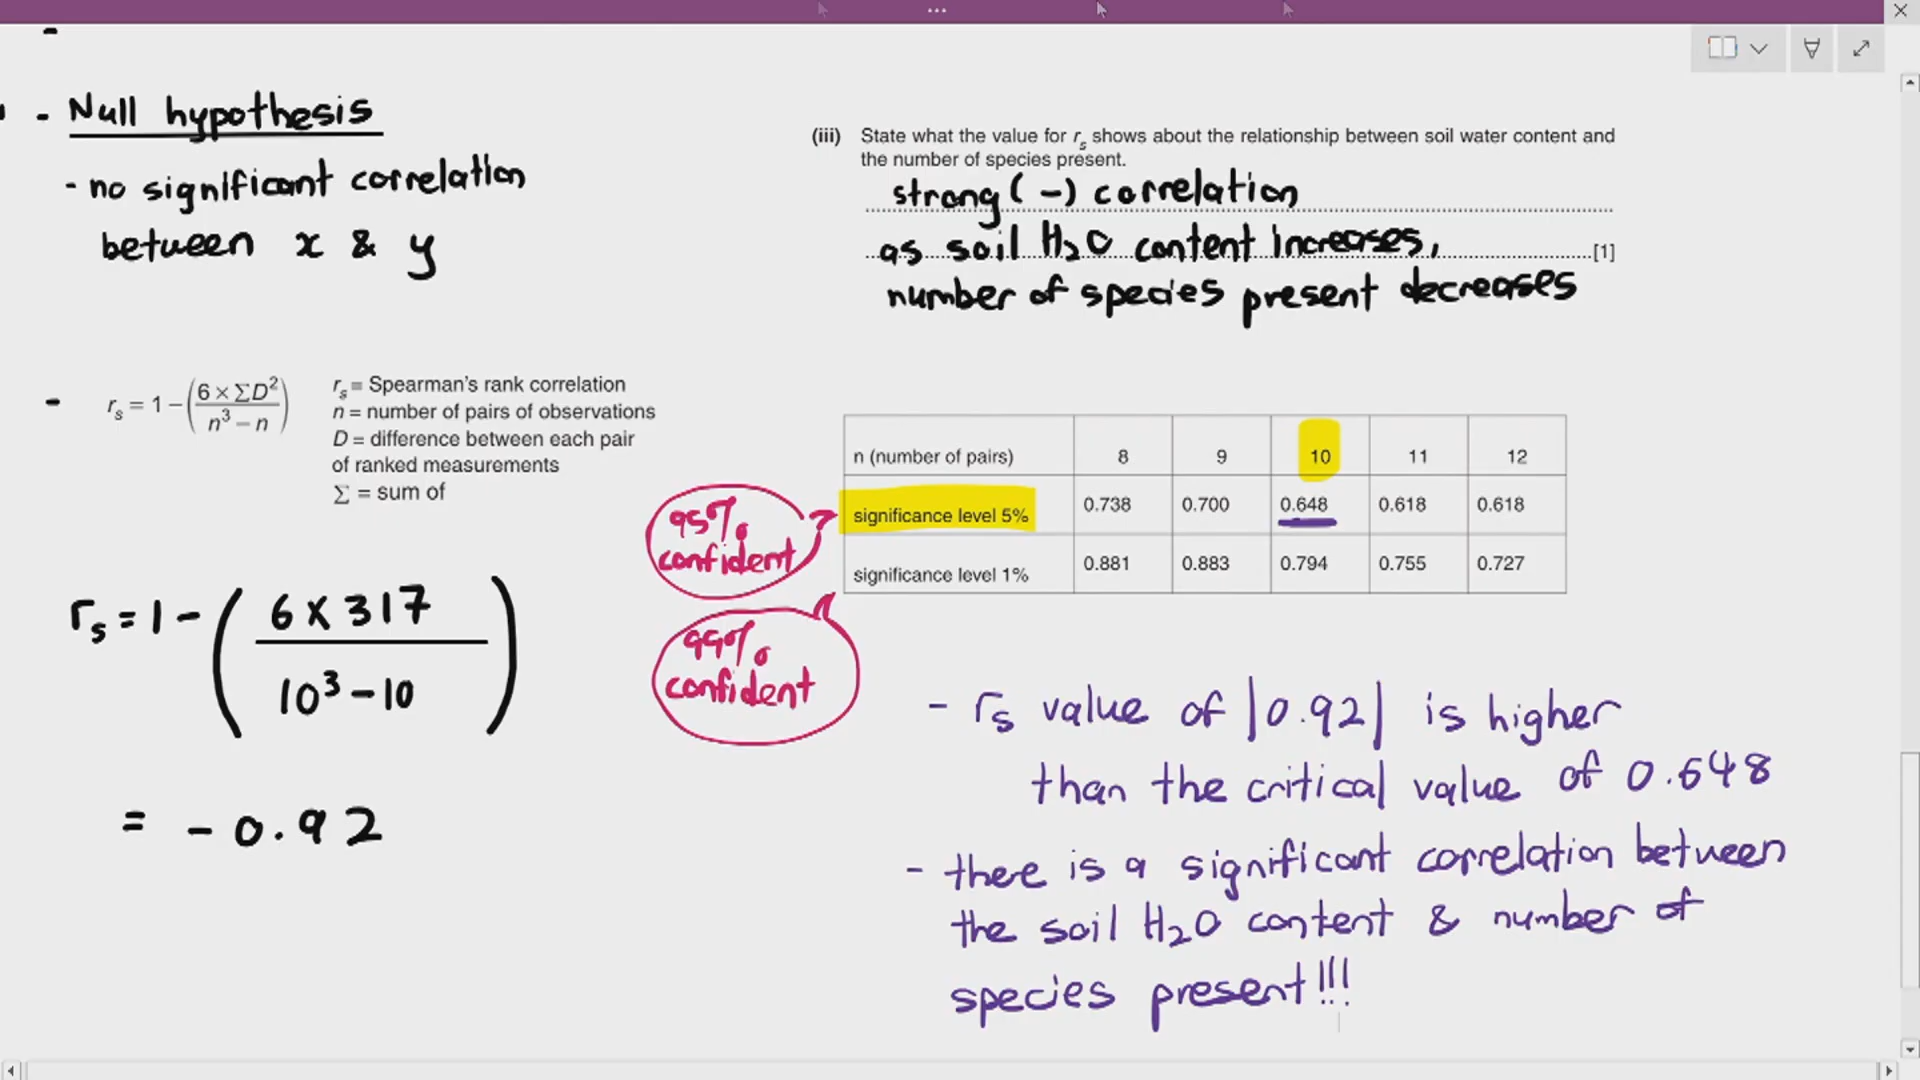 - Null hypothesis
- no significant correlation
between x & y
(iii) State what the value for rₛ shows about the relationship between soil water content and
the number of species present.
strong (-) correlation
as soil H₂O content increases,
[1]
number of species present decreases
- rₛ = 1 − (6 × ΣD² / n³ − n)
rₛ = Spearman's rank correlation
n = number of pairs of observations
D = difference between each pair
of ranked measurements
Σ = sum of
n (number of pairs) 8 9 10 11 12
significance level 5% 0.738 0.700 0.648 0.618 0.618
significance level 1% 0.881 0.883 0.794 0.755 0.727
95%
confident
99%
confident
rₛ = 1 - (6 x 317 / 10³ - 10)
= - 0.92
- rₛ value of |0.92| is higher
than the critical value of 0.648
- there is a significant correlation between
the soil H₂O content & number of
species present!!!